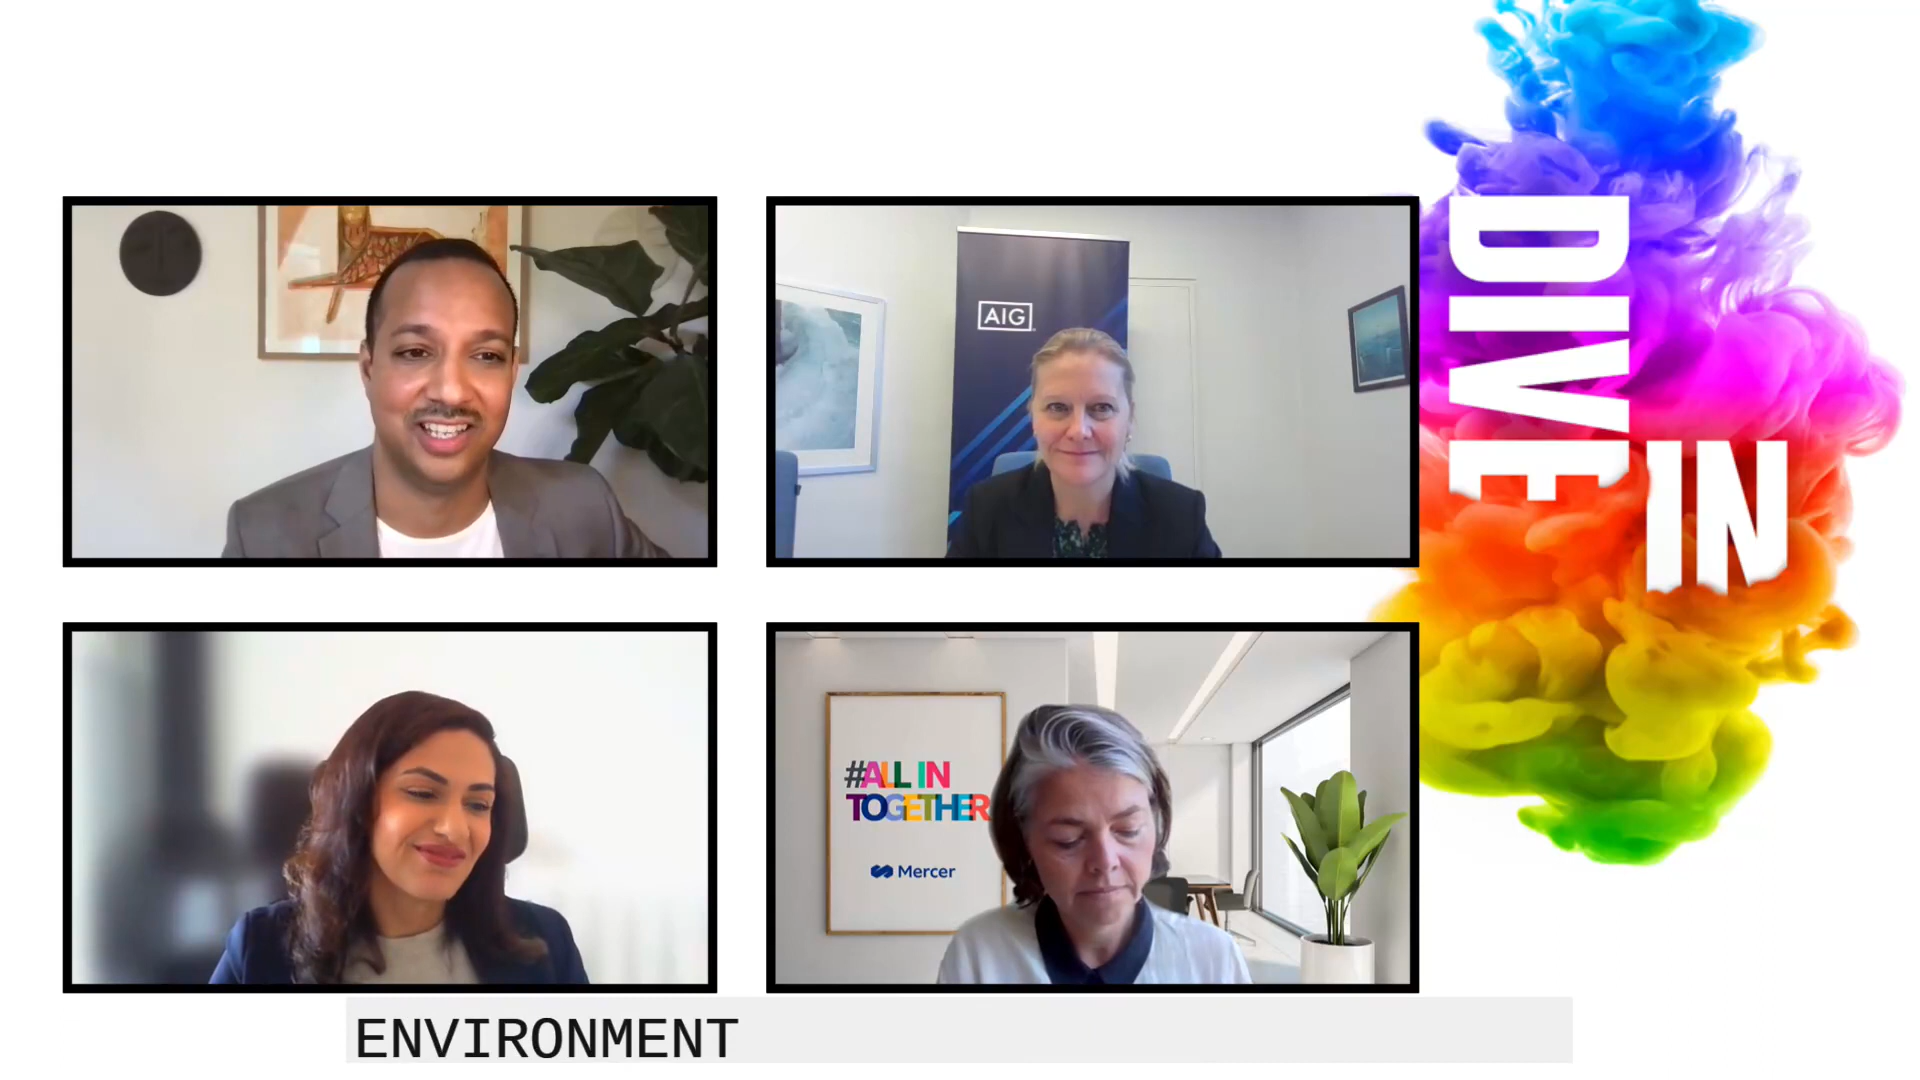 AIG
DIVE
IN
#ALL IN
TOGETHER
Mercer
ENVIRONMENT